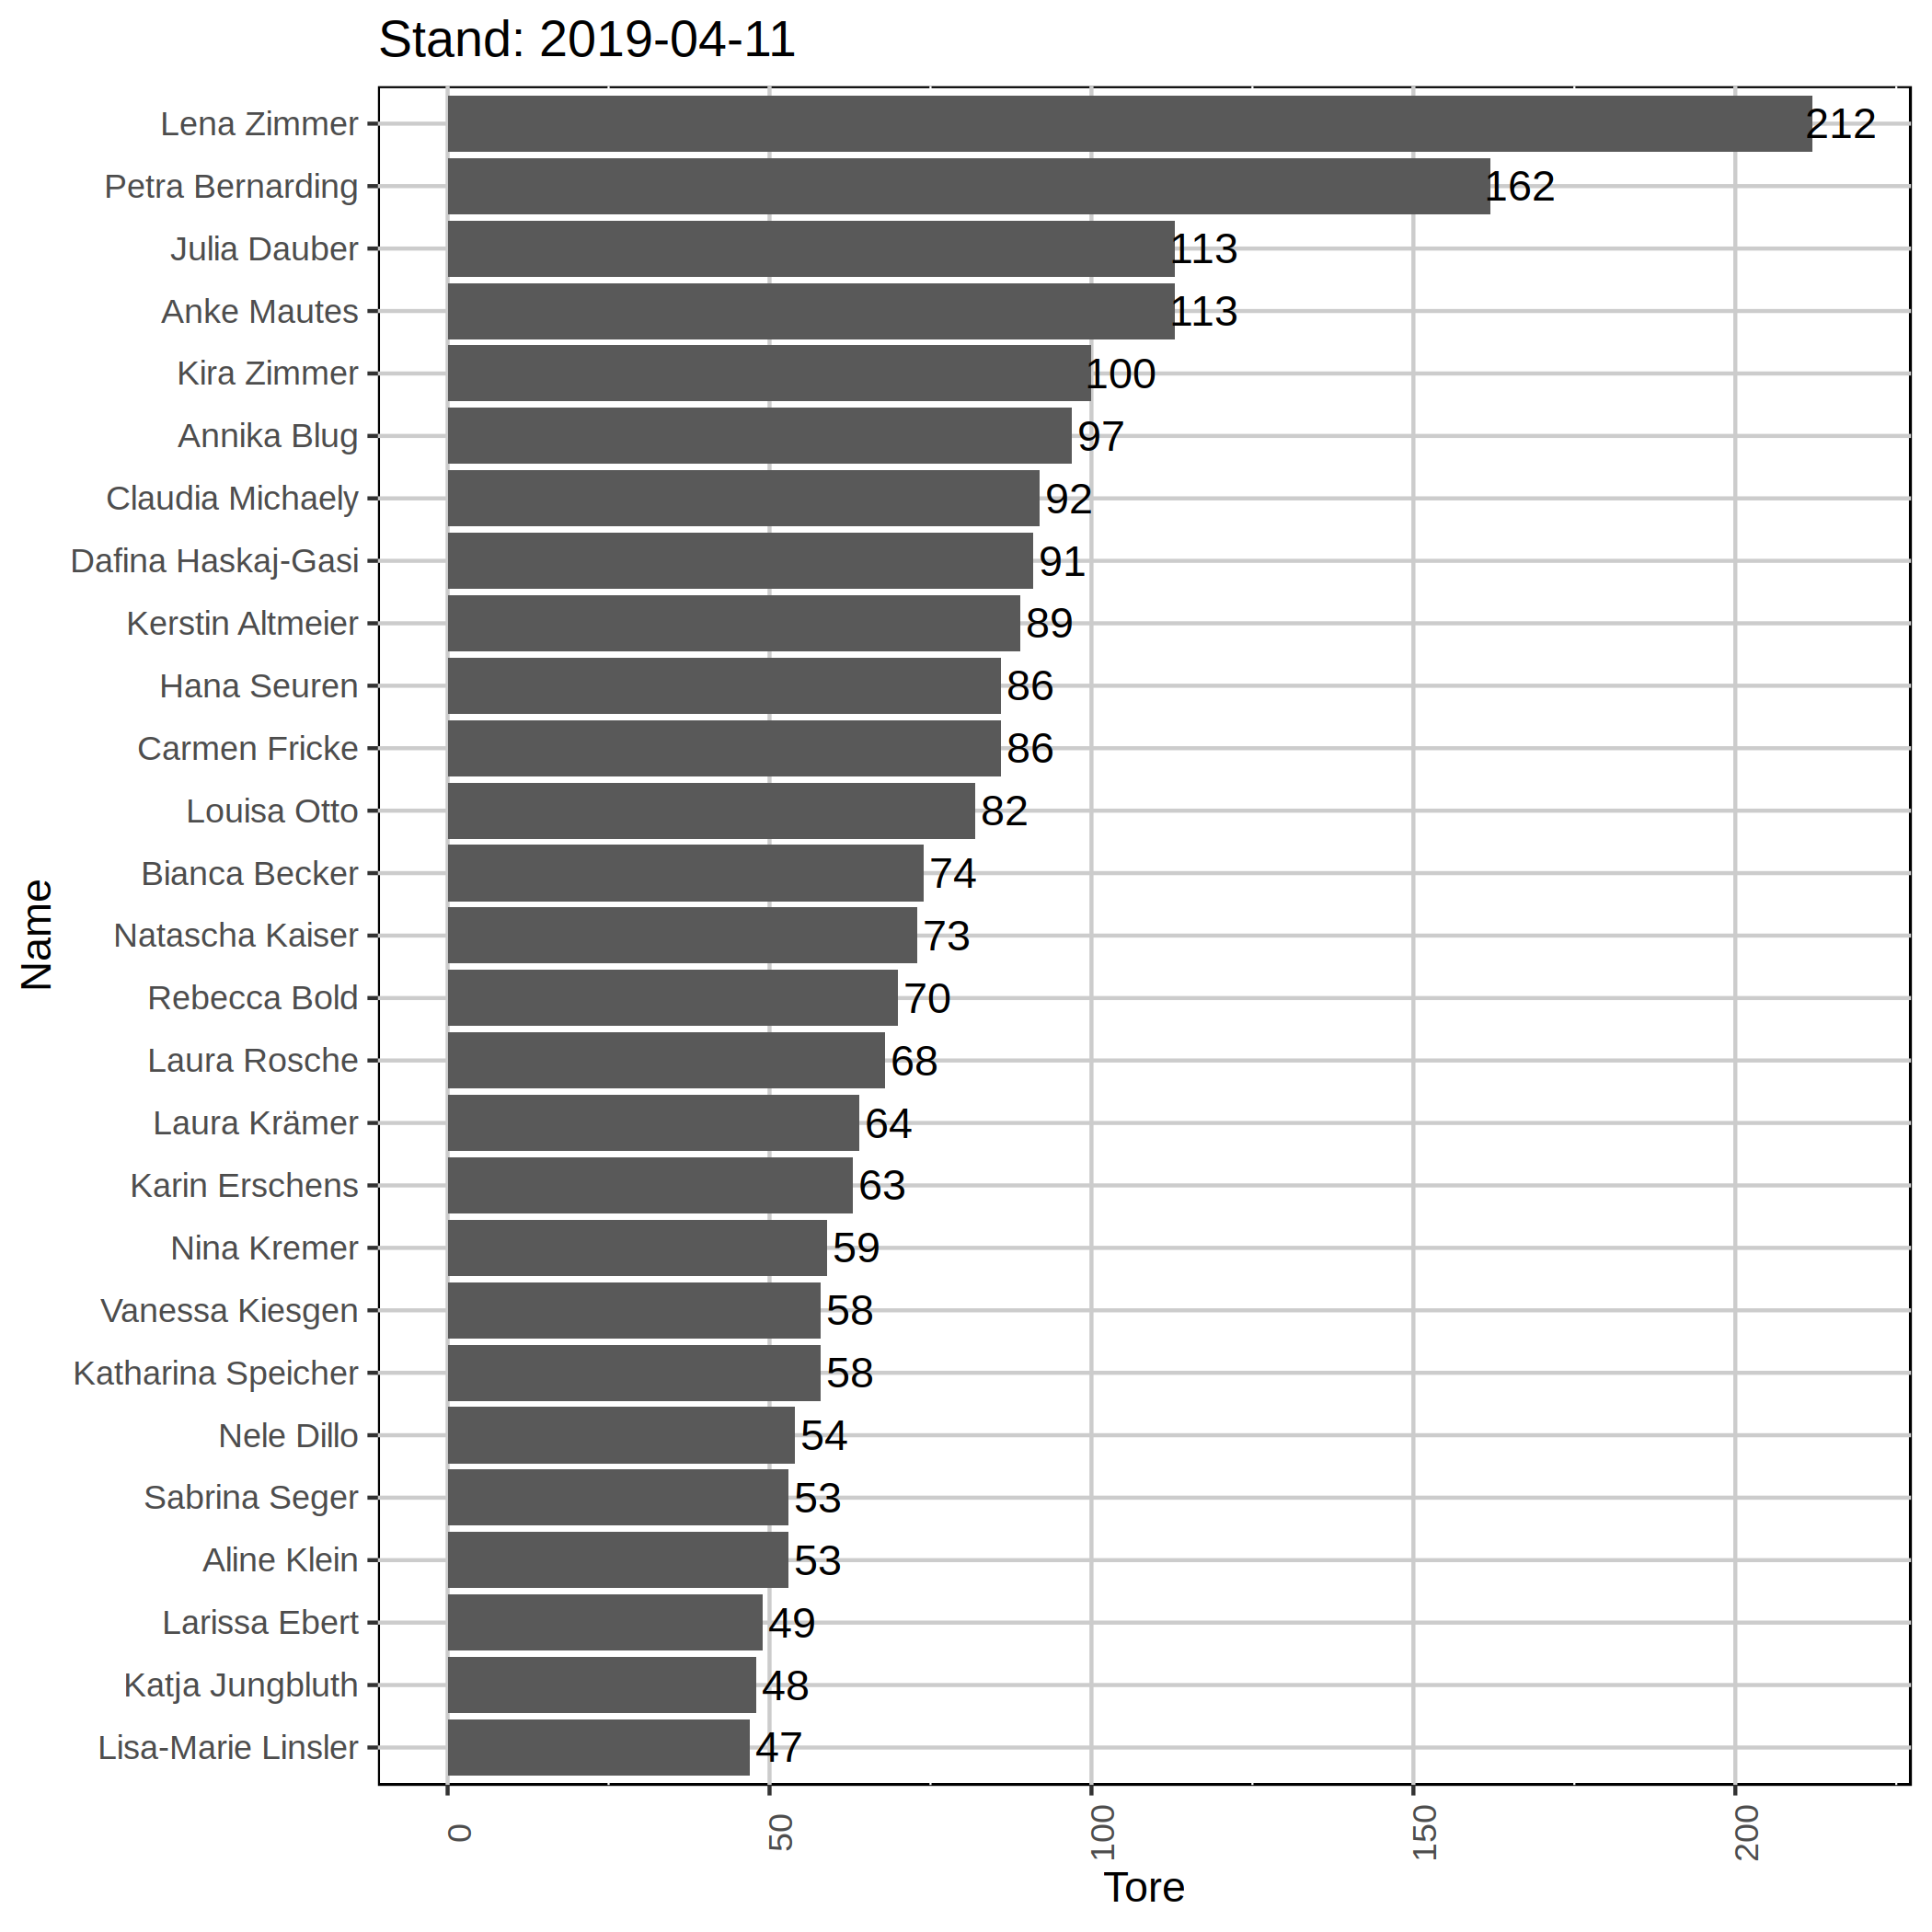 Stand: 2019-04-11
Lena Zimmer 212
Petra Bernarding 162
Julia Dauber 113
Anke Mautes 113
Kira Zimmer 100
Annika Blug 97
Claudia Michaely 92
Dafina Haskaj-Gasi 91
Kerstin Altmeier 89
Hana Seuren 86
Carmen Fricke 86
Louisa Otto 82
Bianca Becker 74
Natascha Kaiser 73
Rebecca Bold 70
Laura Rosche 68
Laura Krämer 64
Karin Erschens 63
Nina Kremer 59
Vanessa Kiesgen 58
Katharina Speicher 58
Nele Dillo 54
Sabrina Seger 53
Aline Klein 53
Larissa Ebert 49
Katja Jungbluth 48
Lisa-Marie Linsler 47
Name
0 50 100 150 200
Tore